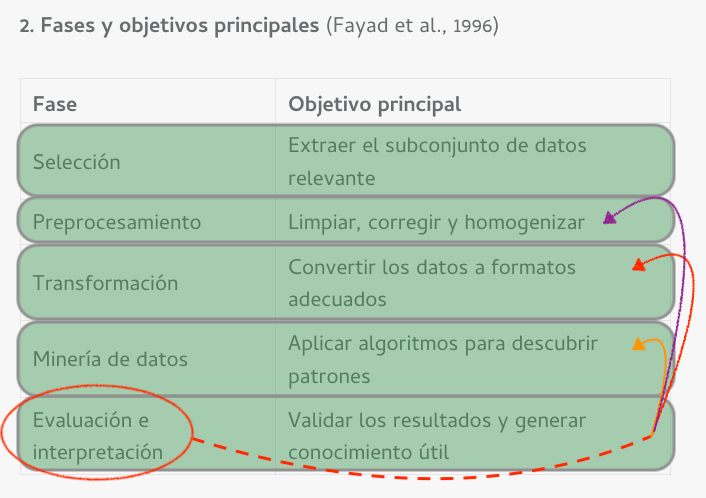 2. Fases y objetivos principales (Fayad et al., 1996)
Fase Objetivo principal
Selección Extraer el subconjunto de datos
relevante
Preprocesamiento Limpiar, corregir y homogenizar
Transformación Convertir los datos a formatos
adecuados
Minería de datos Aplicar algoritmos para descubrir
patrones
Evaluación e Validar los resultados y generar
interpretación conocimiento útil